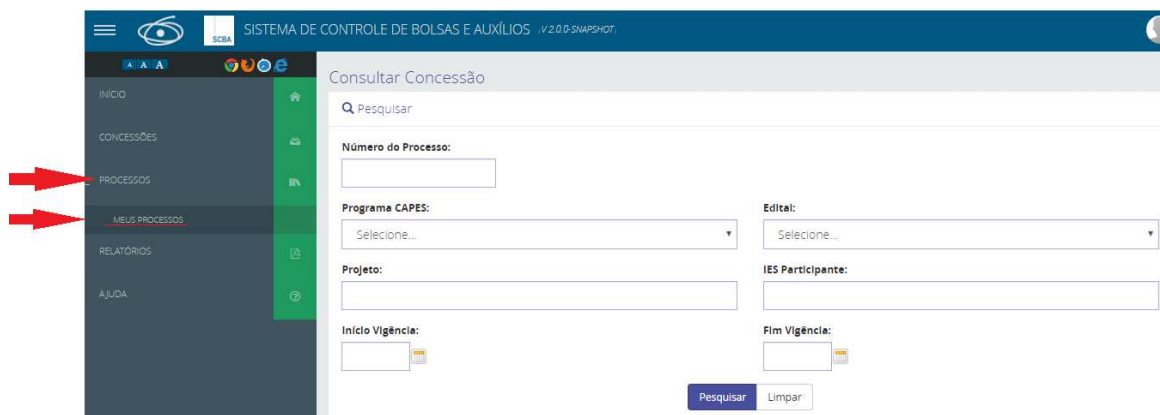 SCBA
SISTEMA DE CONTROLE DE BOLSAS E AUXÍLIOS (V 2.0.0-SNAPSHOT)
A A A
INÍCIO
CONCESSÕES
PROCESSOS
MEUS PROCESSOS
RELATÓRIOS
AJUDA
Consultar Concessão
Pesquisar
Número do Processo:
Programa CAPES:
Edital:
Selecione...
Selecione...
Projeto:
IES Participante:
Início Vigência:
Fim Vigência:
Pesquisar
Limpar